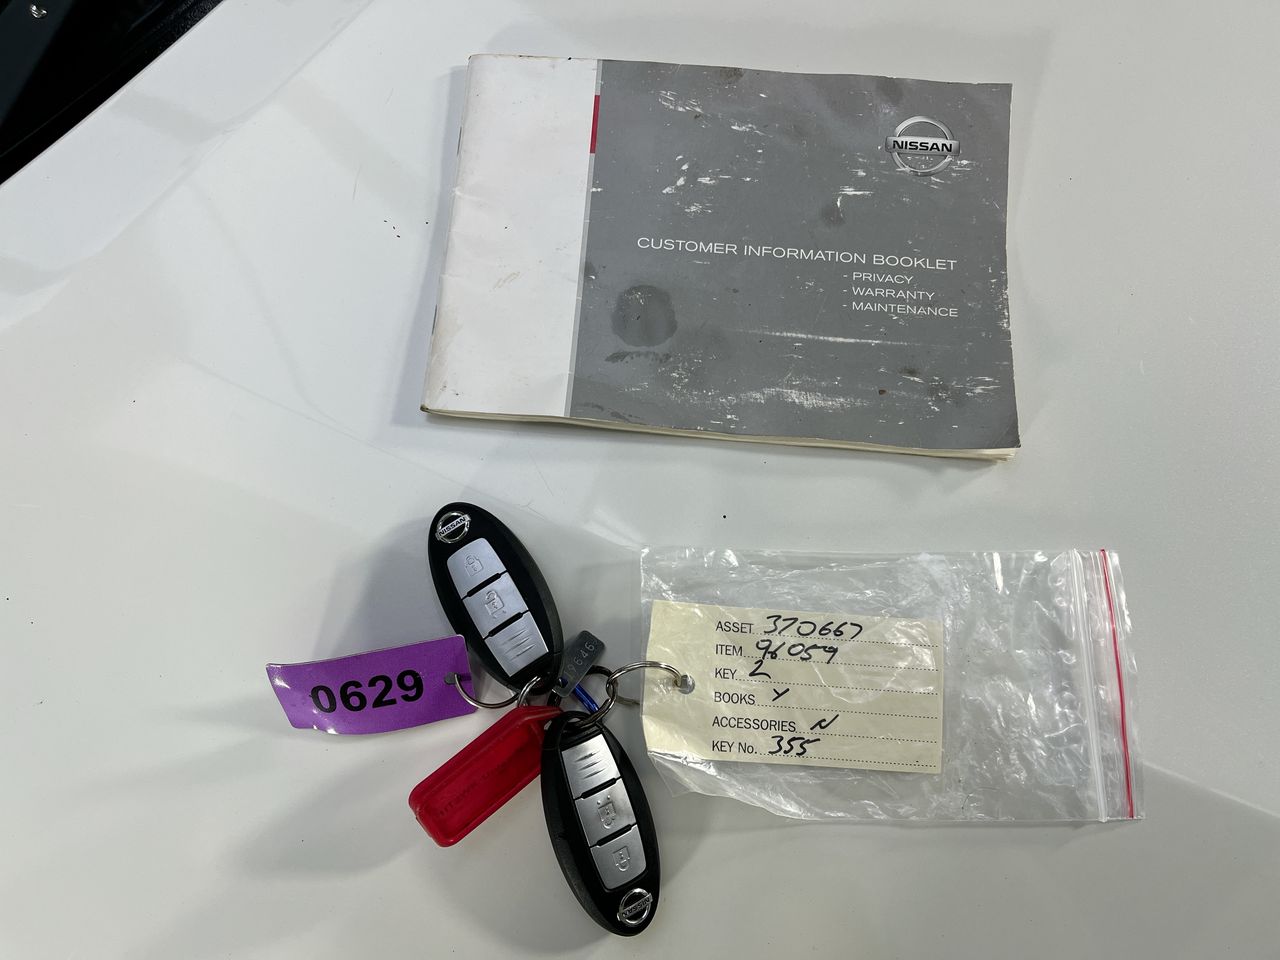 NISSAN
CUSTOMER INFORMATION BOOKLET
- PRIVACY
- WARRANTY
- MAINTENANCE
NISSAN
ASSET 370667
ITEM 96059
KEY 2
BOOKS Y
ACCESSORIES N
KEY No. 355
9646
0629
NISSAN